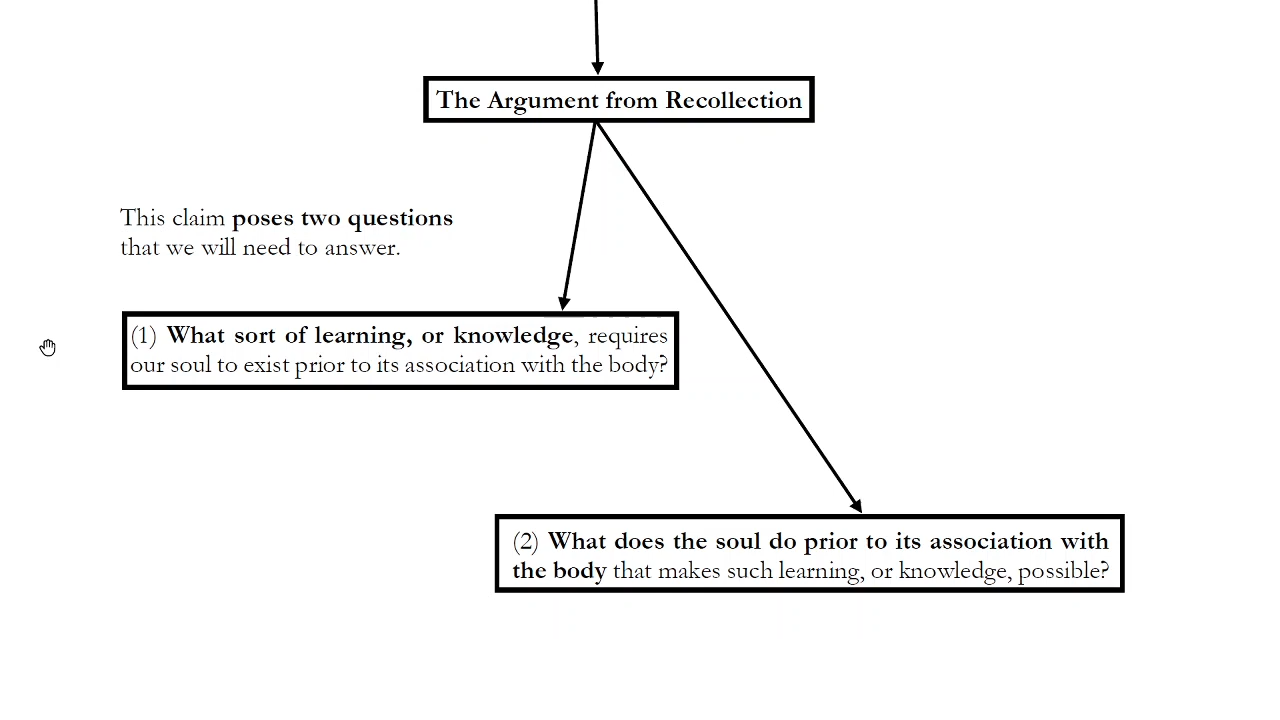 The Argument from Recollection
This claim poses two questions
that we will need to answer.
(1) What sort of learning, or knowledge, requires
our soul to exist prior to its association with the body?
(2) What does the soul do prior to its association with
the body that makes such learning, or knowledge, possible?